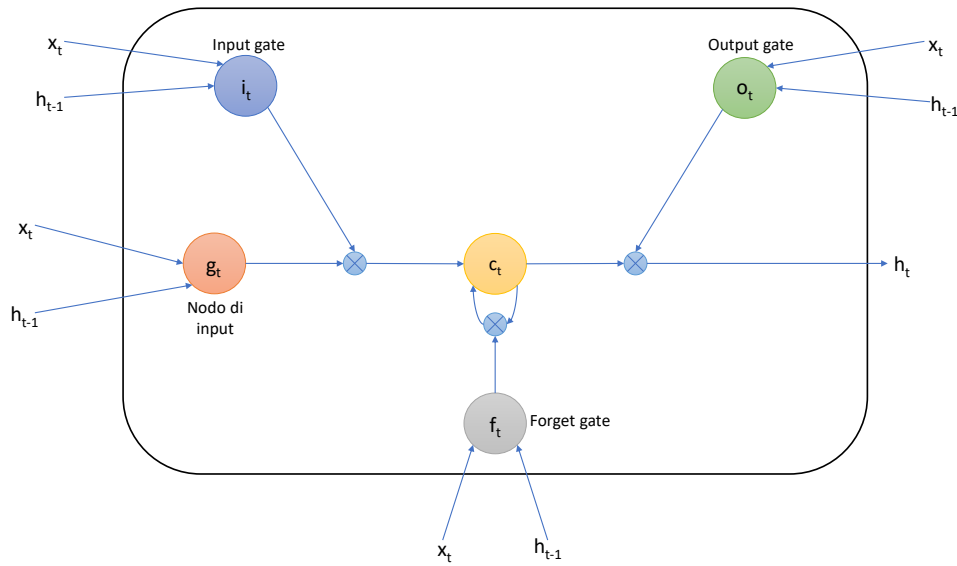 Input gate
Output gate
xₜ
iₜ
hₜ₋₁
oₜ
xₜ
hₜ₋₁
xₜ
gₜ
hₜ₋₁
Nodo di
input
cₜ
hₜ
fₜ
Forget gate
xₜ
hₜ₋₁